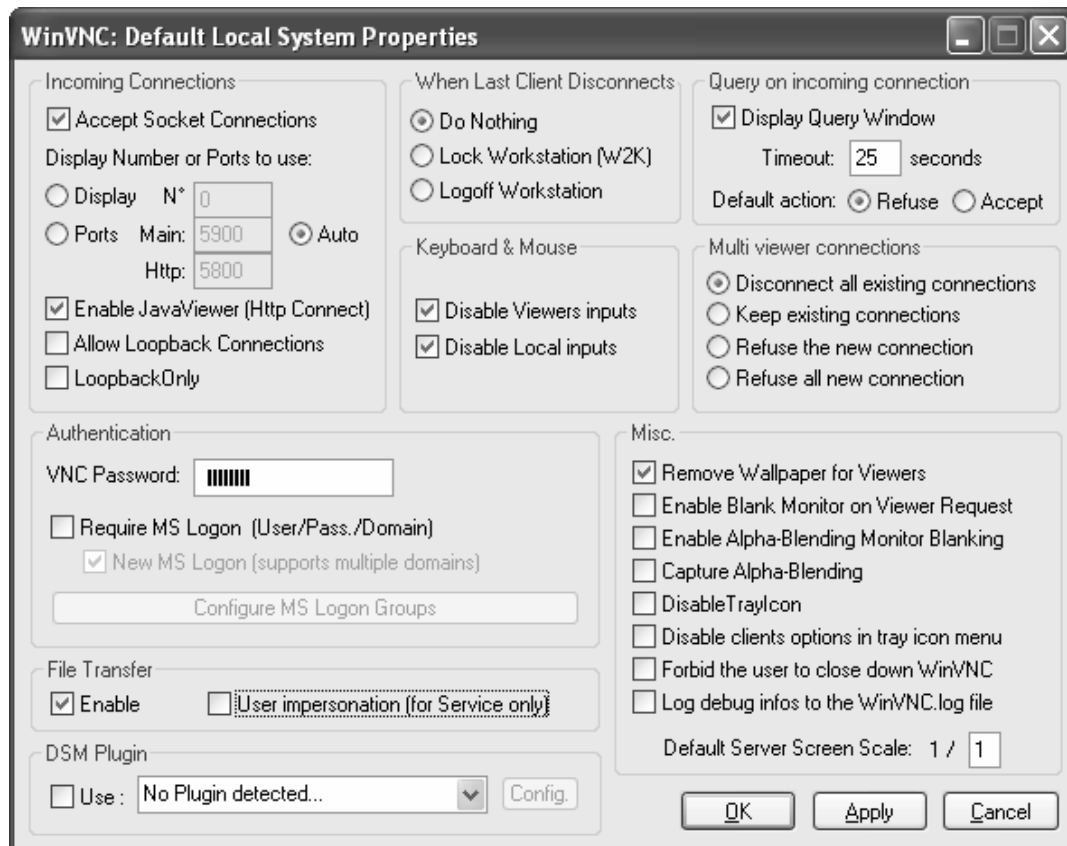 WinVNC: Default Local System Properties
Incoming Connections
Accept Socket Connections
Display Number or Ports to use:
Display N° 0
Ports Main: 5900 Auto
Http: 5800
Enable JavaViewer (Http Connect)
Allow Loopback Connections
LoopbackOnly
When Last Client Disconnects
Do Nothing
Lock Workstation (W2K)
Logoff Workstation
Keyboard & Mouse
Disable Viewers inputs
Disable Local inputs
Query on incoming connection
Display Query Window
Timeout: 25 seconds
Default action: Refuse Accept
Multi viewer connections
Disconnect all existing connections
Keep existing connections
Refuse the new connection
Refuse all new connection
Authentication
VNC Password:
Require MS Logon (User/Pass./Domain)
New MS Logon (supports multiple domains)
Configure MS Logon Groups
File Transfer
Enable User impersonation (for Service only)
DSM Plugin
Use : No Plugin detected... Config.
Misc.
Remove Wallpaper for Viewers
Enable Blank Monitor on Viewer Request
Enable Alpha-Blending Monitor Blanking
Capture Alpha-Blending
DisableTrayIcon
Disable clients options in tray icon menu
Forbid the user to close down WinVNC
Log debug infos to the WinVNC.log file
Default Server Screen Scale: 1 / 1
OK Apply Cancel